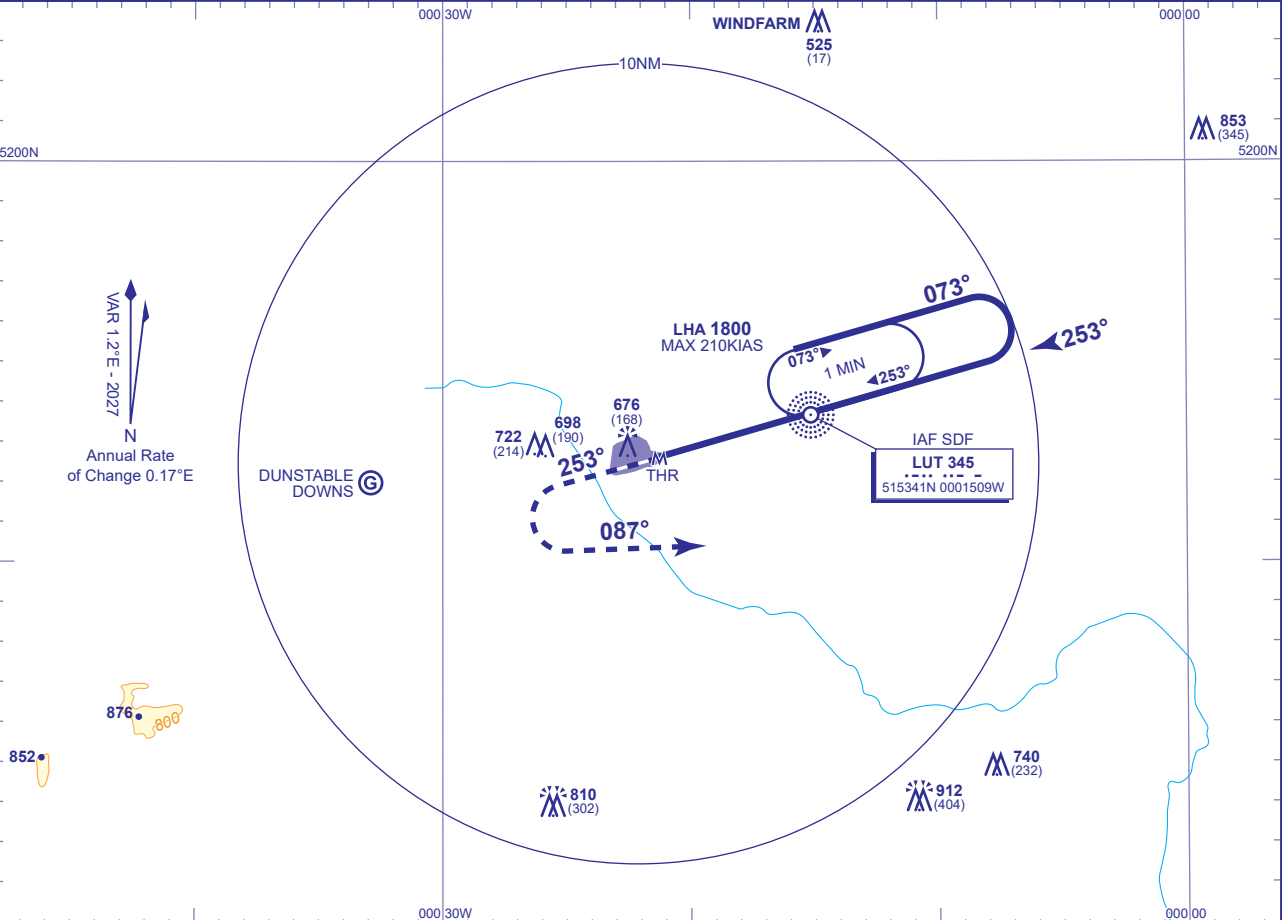 000 30W
000 00
WINDFARM
525
(17)
10NM
853
(345)
5200N
5200N
073°
253°
LHA 1800
MAX 210KIAS
073°
1 MIN
253°
VAR 1.2°E - 2027
N
Annual Rate
of Change 0.17°E
676
(168)
698
(190)
722
(214)
253°
THR
IAF SDF
LUT 345
515341N 0001509W
DUNSTABLE
DOWNS
G
M
087°
876
800
852
740
(232)
810
(302)
912
(404)
000 30W
000 00